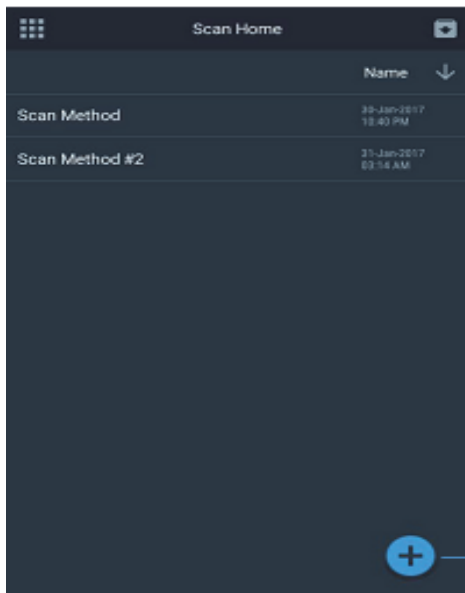 Scan Home
Name
Scan Method
30-Jan-2017
10:40 PM
Scan Method #2
31-Jan-2017
03:14 AM